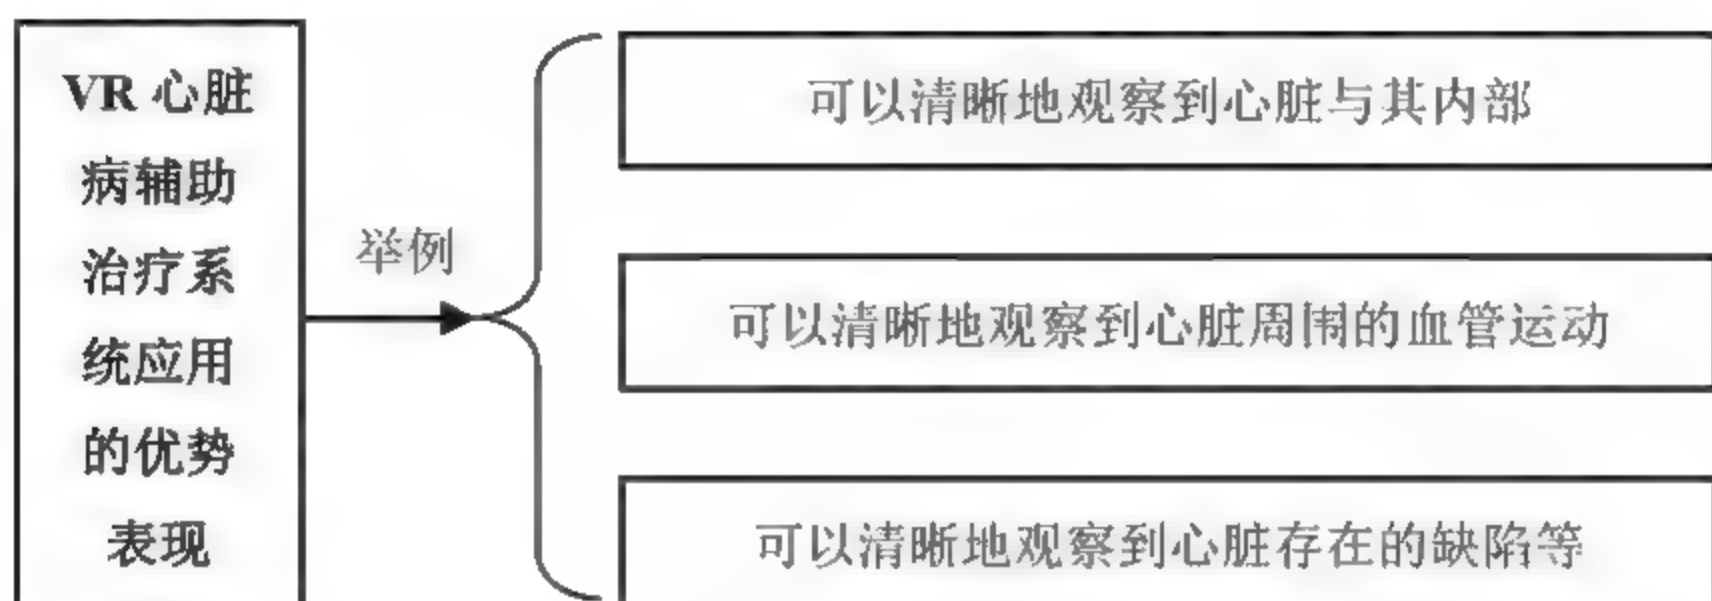 VR 心脏
病辅助
治疗系
统应用
的优势
表现
举例
可以清晰地观察到心脏与其内部
可以清晰地观察到心脏周围的血管运动
可以清晰地观察到心脏存在的缺陷等